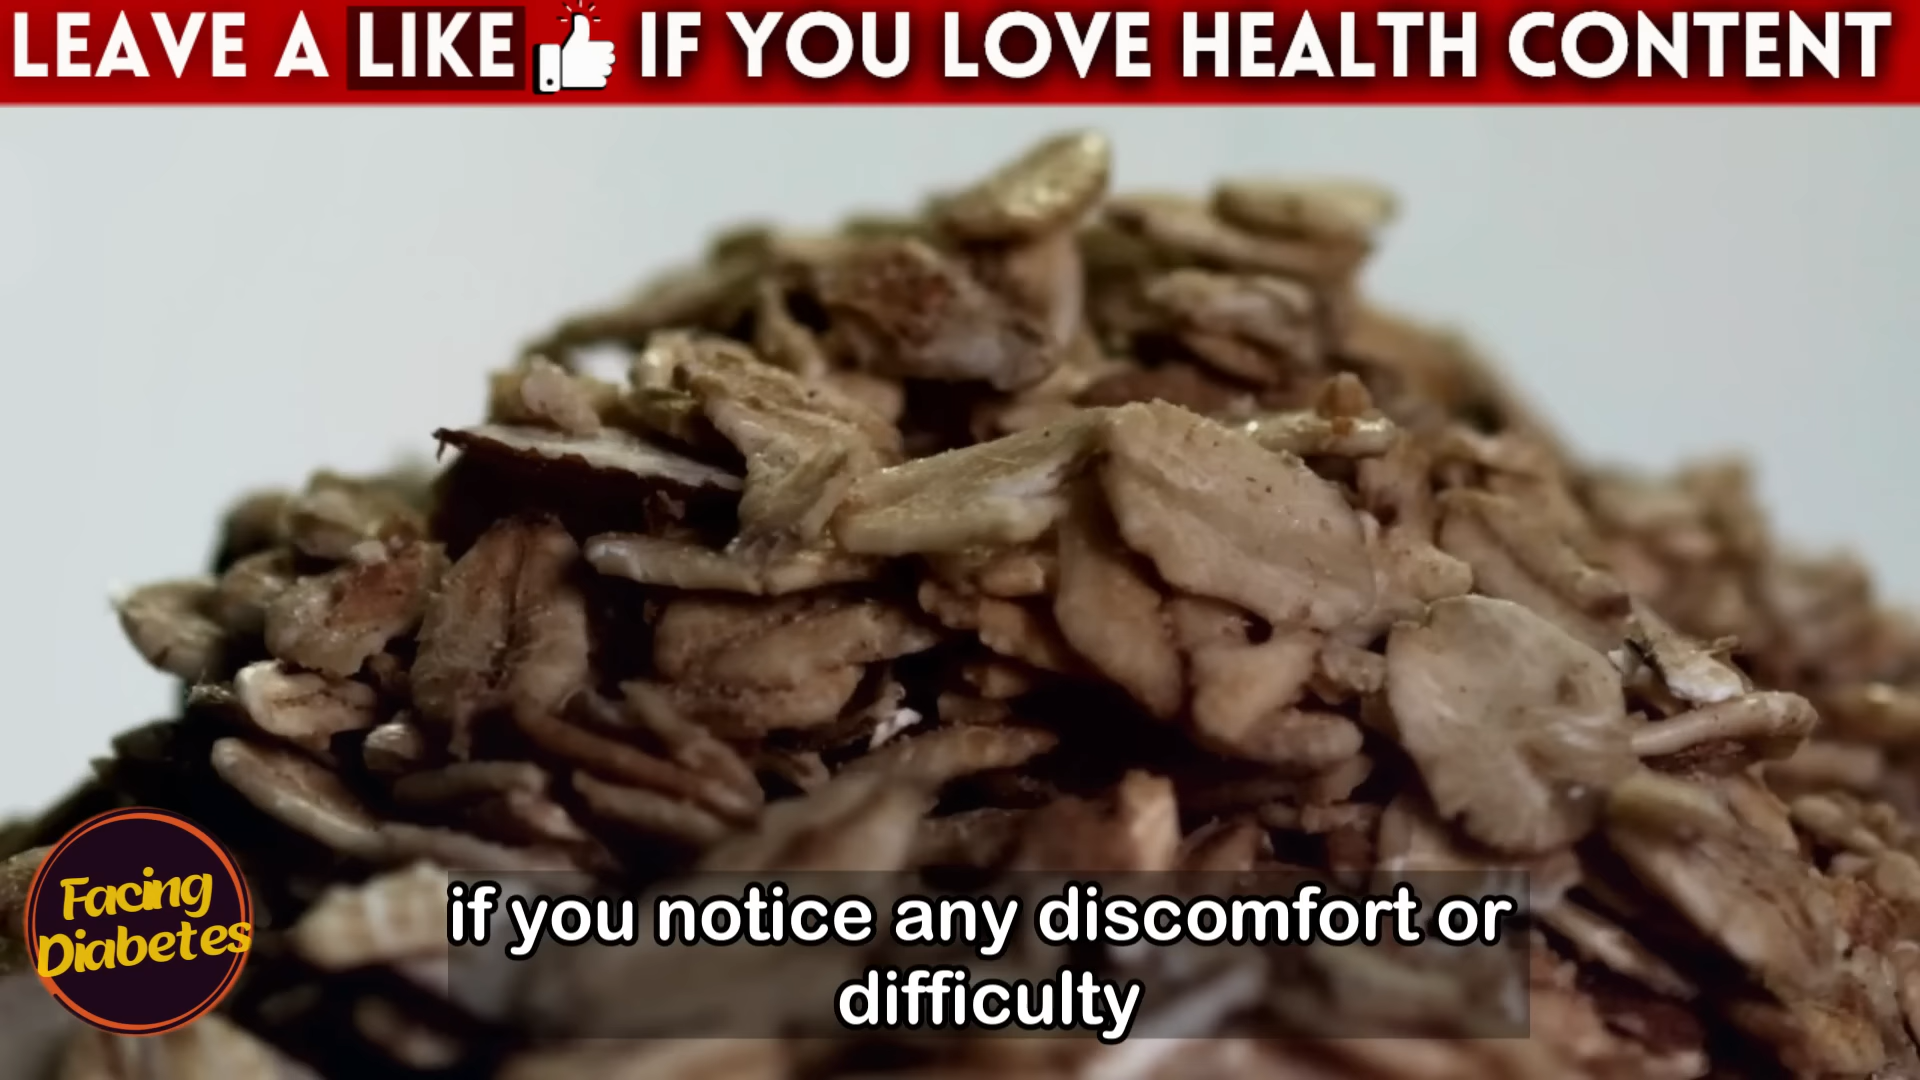 LEAVE A LIKE IF YOU LOVE HEALTH CONTENT
if you notice any discomfort or
difficulty
Facing
Diabetes